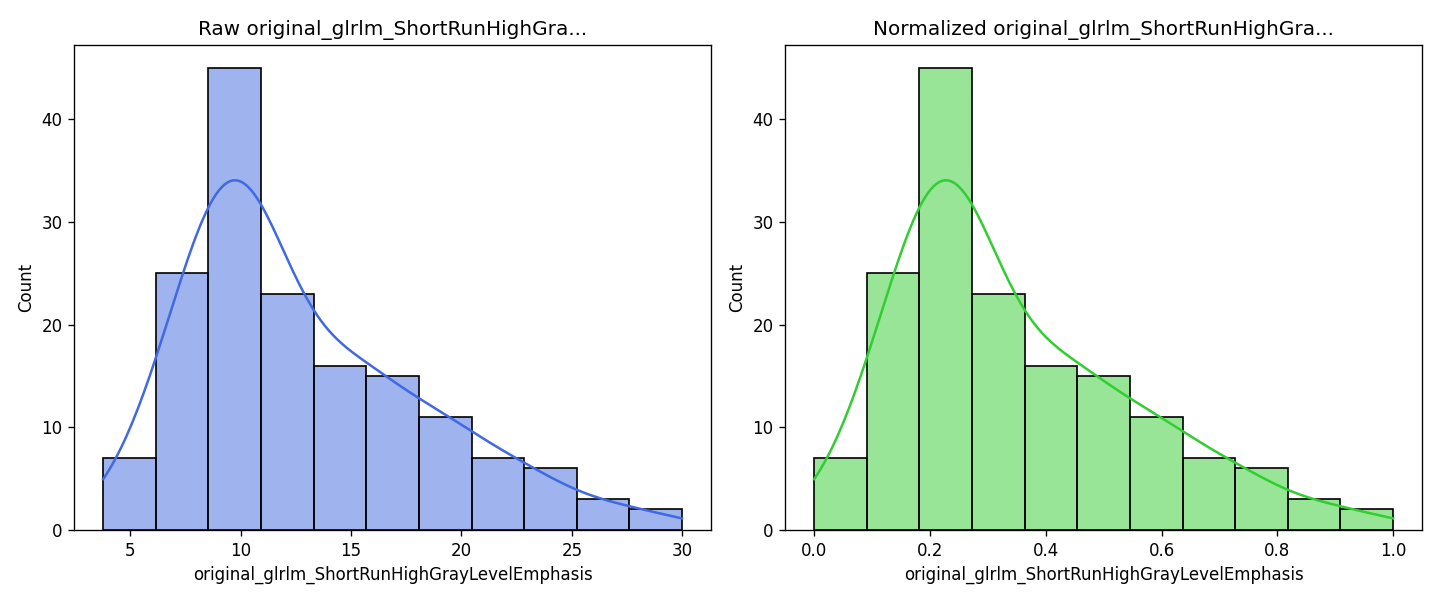 Raw original_glrlm_ShortRunHighGra...
Count
40
30
20
10
0
5 10 15 20 25 30
original_glrlm_ShortRunHighGrayLevelEmphasis
Normalized original_glrlm_ShortRunHighGra...
Count
40
30
20
10
0
0.0 0.2 0.4 0.6 0.8 1.0
original_glrlm_ShortRunHighGrayLevelEmphasis